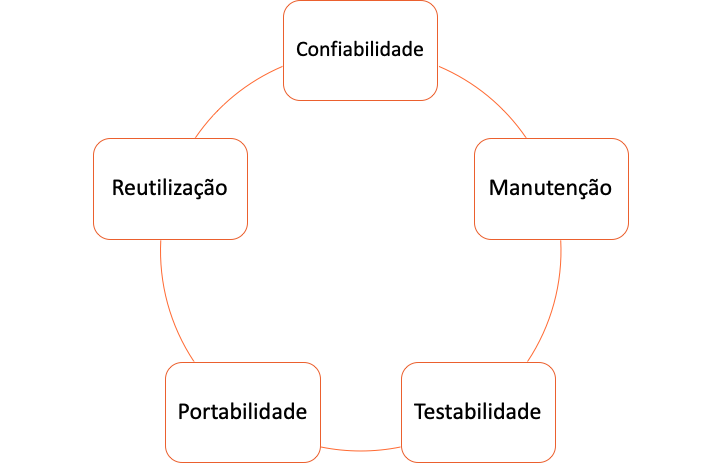 Confiabilidade
Reutilização
Manutenção
Portabilidade
Testabilidade